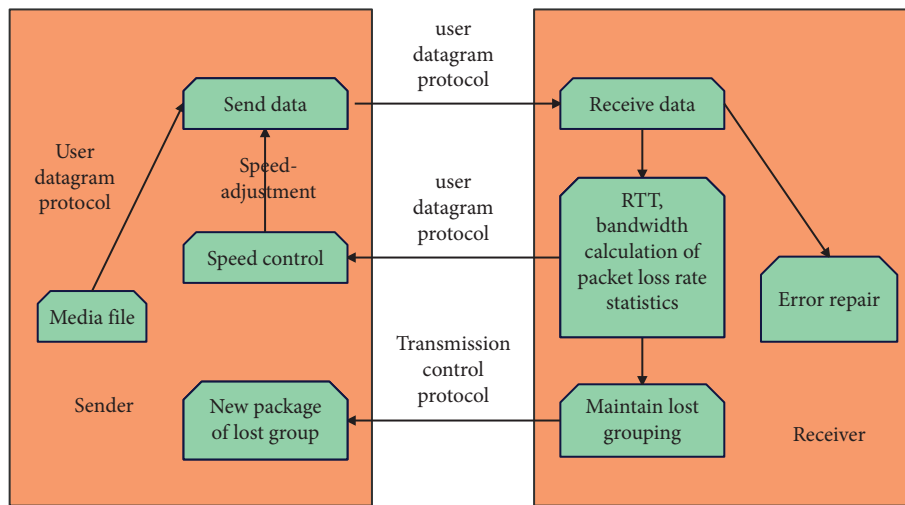 user
datagram
protocol
Send data
Receive data
User
datagram
protocol
Speed-
adjustment
user
datagram
protocol
RTT,
bandwidth
calculation of
packet loss rate
statistics
Speed control
Media file
Error repair
Transmission
control
protocol
Sender
New package
of lost group
Maintain lost
grouping
Receiver